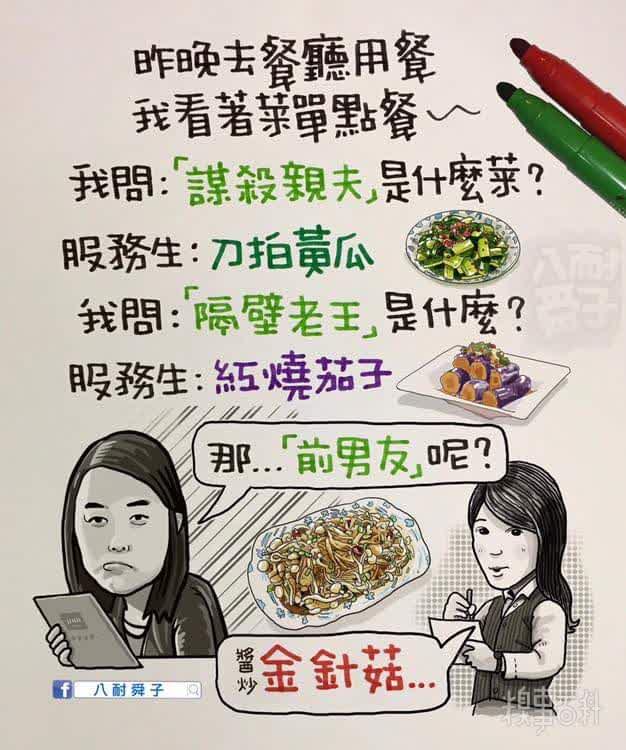 昨晚去餐廳用餐
我看著菜單點餐～
我問：「謀殺親夫」是什麼菜？
服務生：刀拍黃瓜
我問：「隔壁老王」是什麼？
服務生：紅燒茄子
那...「前男友」呢？
醬炒金針菇...
八耐舜子
八耐舜子
糗事百科